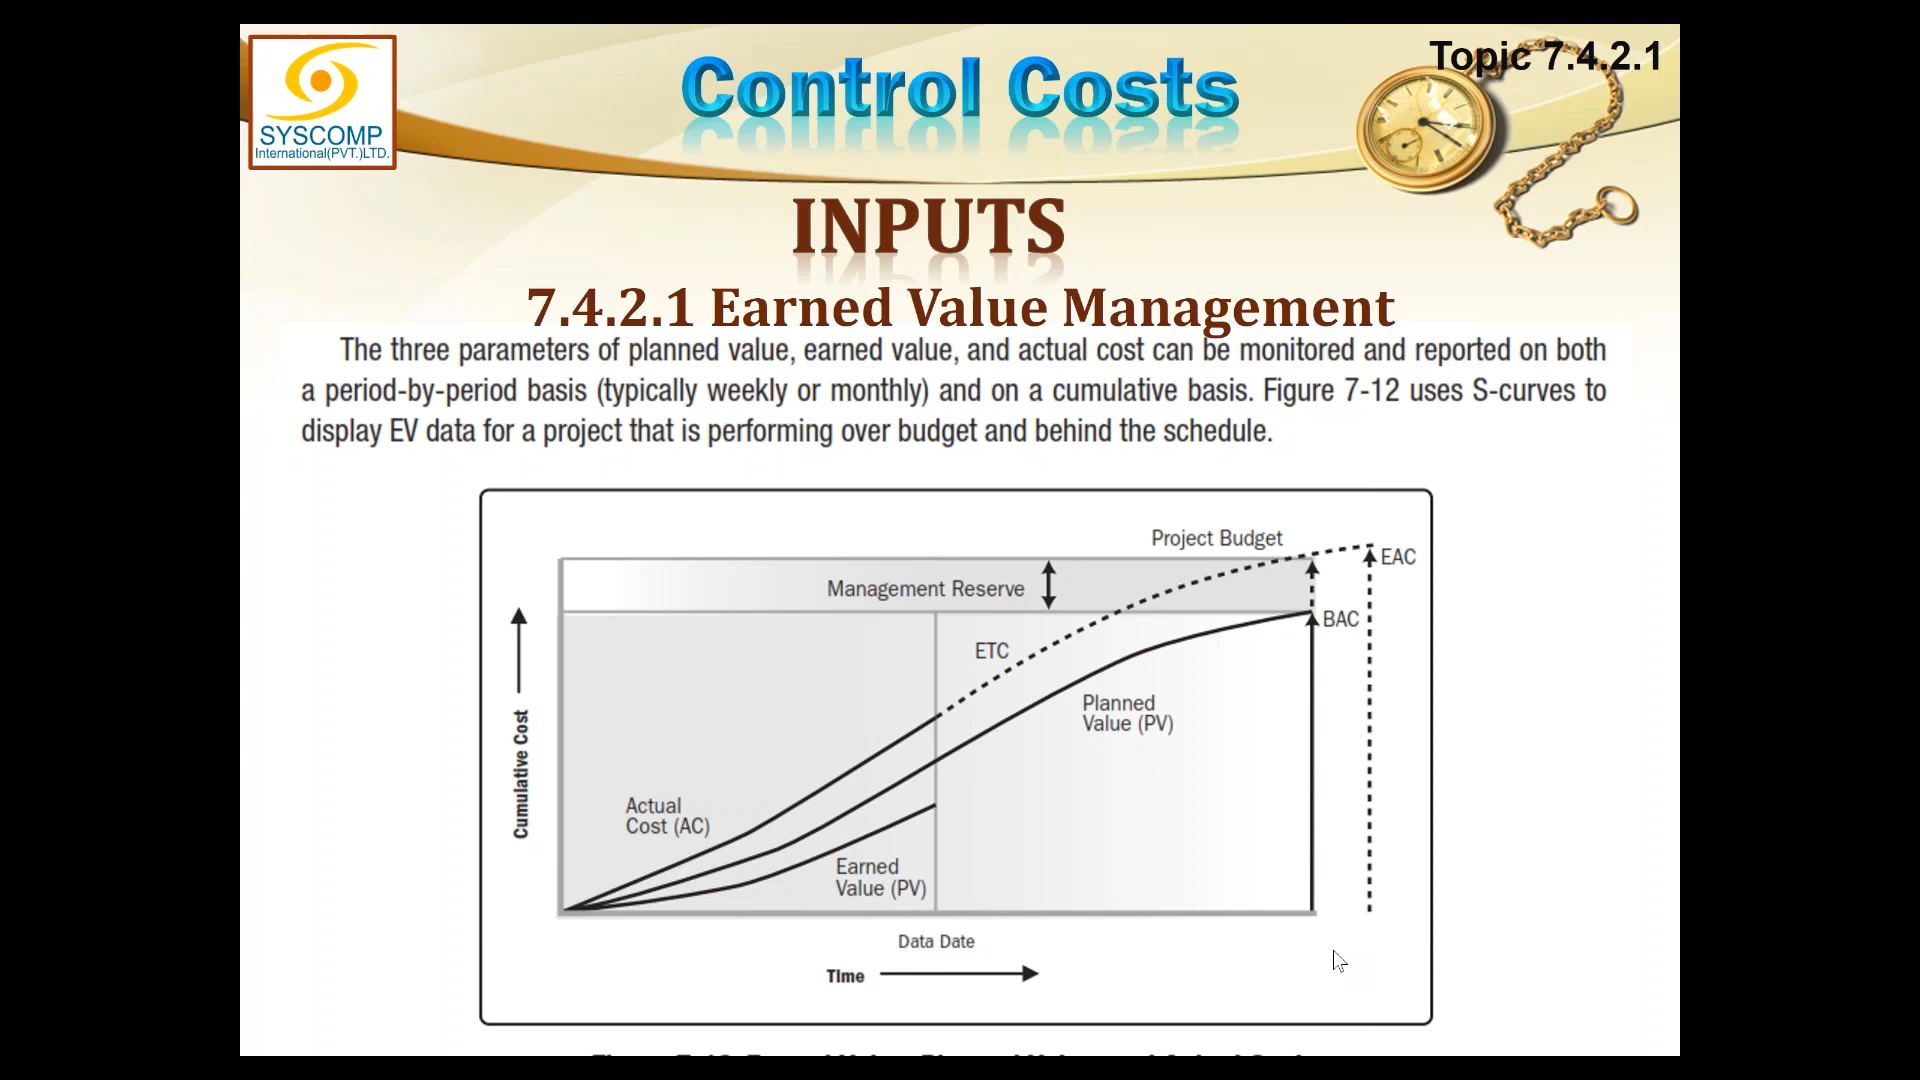 SYSCOMP
International(PVT.)LTD.
Control Costs
Topic 7.4.2.1
INPUTS
7.4.2.1 Earned Value Management
The three parameters of planned value, earned value, and actual cost can be monitored and reported on both
a period-by-period basis (typically weekly or monthly) and on a cumulative basis. Figure 7-12 uses S-curves to
display EV data for a project that is performing over budget and behind the schedule.
Project Budget
EAC
Management Reserve
BAC
ETC
Planned
Value (PV)
Cumulative Cost
Actual
Cost (AC)
Earned
Value (PV)
Data Date
Time